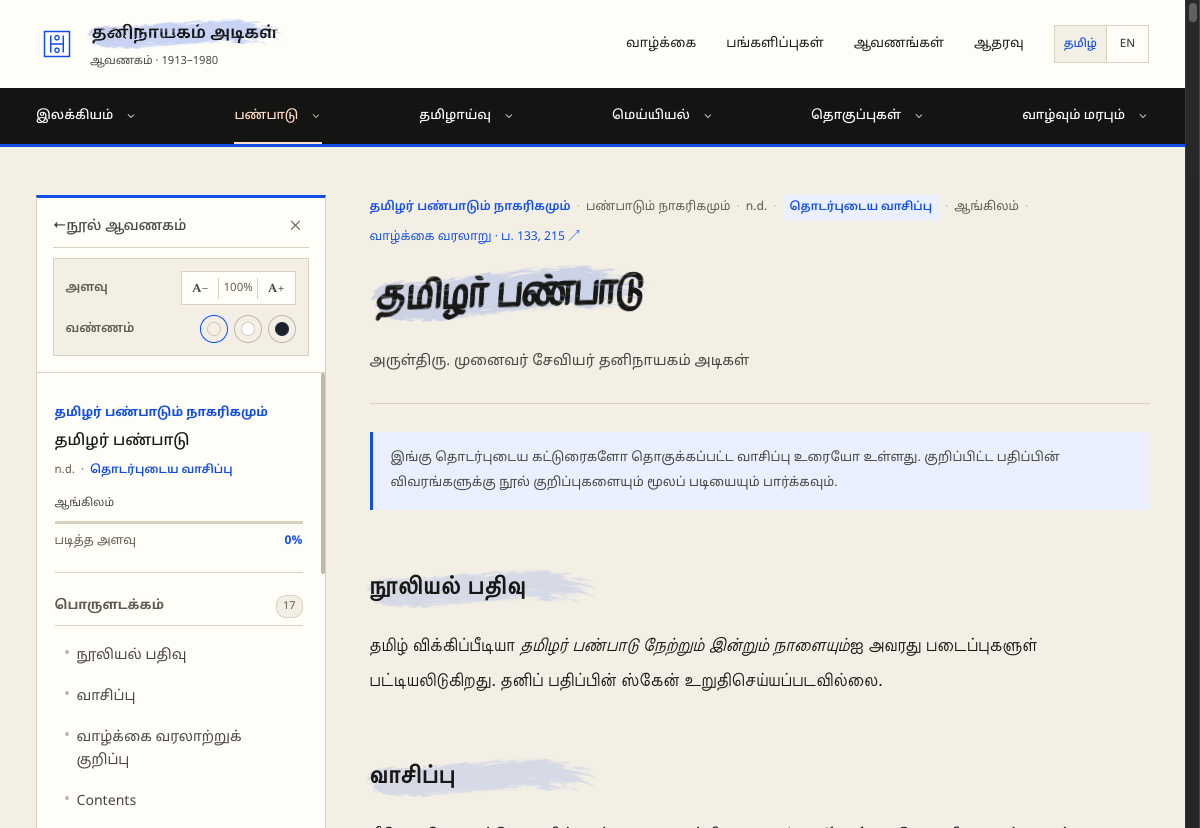 தனிநாயகம் அடிகள்
ஆவணகம் · 1913–1980
வாழ்க்கை பங்களிப்புகள் ஆவணங்கள் ஆதரவு தமிழ் EN
இலக்கியம் பண்பாடு தமிழாய்வு மெய்யியல் தொகுப்புகள் வாழ்வும் மரபும்
←நூல் ஆவணகம் ×
அளவு A− 100% A+
வண்ணம்
தமிழர் பண்பாடும் நாகரிகமும்
தமிழர் பண்பாடு
n.d. · தொடர்புடைய வாசிப்பு
ஆங்கிலம்
படித்த அளவு 0%
பொருளடக்கம் 17
நூலியல் பதிவு
வாசிப்பு
வாழ்க்கை வரலாற்றுக்
குறிப்பு
Contents
தமிழர் பண்பாடும் நாகரிகமும் · பண்பாடும் நாகரிகமும் · n.d. · தொடர்புடைய வாசிப்பு · ஆங்கிலம் ·
வாழ்க்கை வரலாறு · ப. 133, 215 ↗
தமிழர் பண்பாடு
அருள்திரு. முனைவர் சேவியர் தனிநாயகம் அடிகள்
இங்கு தொடர்புடைய கட்டுரைகளோ தொகுக்கப்பட்ட வாசிப்பு உரையோ உள்ளது. குறிப்பிட்ட பதிப்பின்
விவரங்களுக்கு நூல் குறிப்புகளையும் மூலப் படியையும் பார்க்கவும்.
நூலியல் பதிவு
தமிழ் விக்கிப்பீடியா தமிழர் பண்பாடு நேற்றும் இன்றும் நாளையும்ஐ அவரது படைப்புகளுள்
பட்டியலிடுகிறது. தனிப் பதிப்பின் ஸ்கேன் உறுதிசெய்யப்படவில்லை.
வாசிப்பு